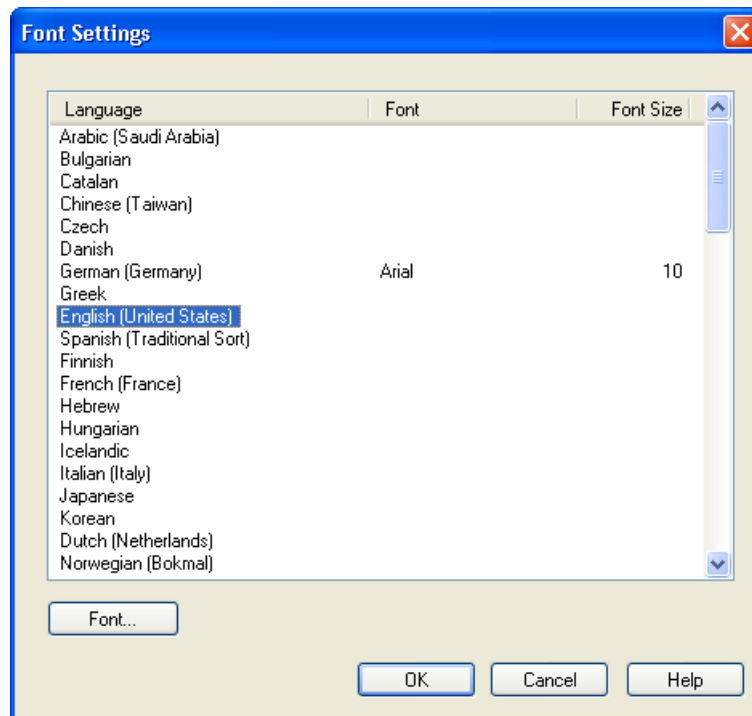 Font Settings
Language Font Font Size
Arabic (Saudi Arabia)
Bulgarian
Catalan
Chinese (Taiwan)
Czech
Danish
German (Germany) Arial 10
Greek
English (United States)
Spanish (Traditional Sort)
Finnish
French (France)
Hebrew
Hungarian
Icelandic
Italian (Italy)
Japanese
Korean
Dutch (Netherlands)
Norwegian (Bokmal)
Font...
OK Cancel Help